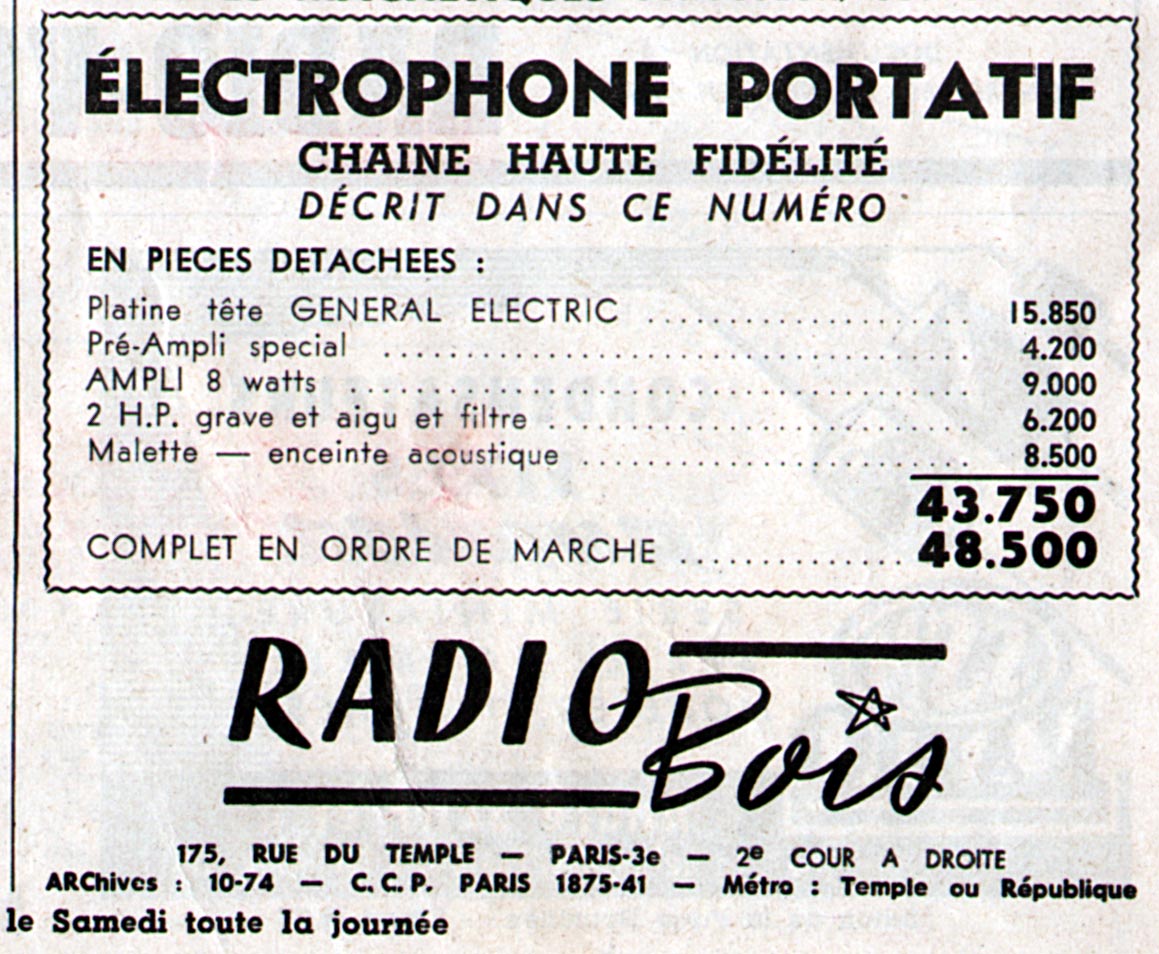 ÉLECTROPHONE PORTATIF
CHAINE HAUTE FIDÉLITÉ
DÉCRIT DANS CE NUMÉRO
EN PIECES DETACHEES :
Platine tête GENERAL ELECTRIC .................... 15.850
Pré-Ampli special .................... 4.200
AMPLI 8 watts .................... 9.000
2 H.P. grave et aigu et filtre .................... 6.200
Malette — enceinte acoustique .................... 8.500
43.750
COMPLET EN ORDRE DE MARCHE ............ 48.500
RADIO Bois
175, RUE DU TEMPLE — PARIS-3e — 2e COUR A DROITE
ARChives : 10-74 — C.C.P. PARIS 1875-41 — Métro : Temple ou République
le Samedi toute la journée